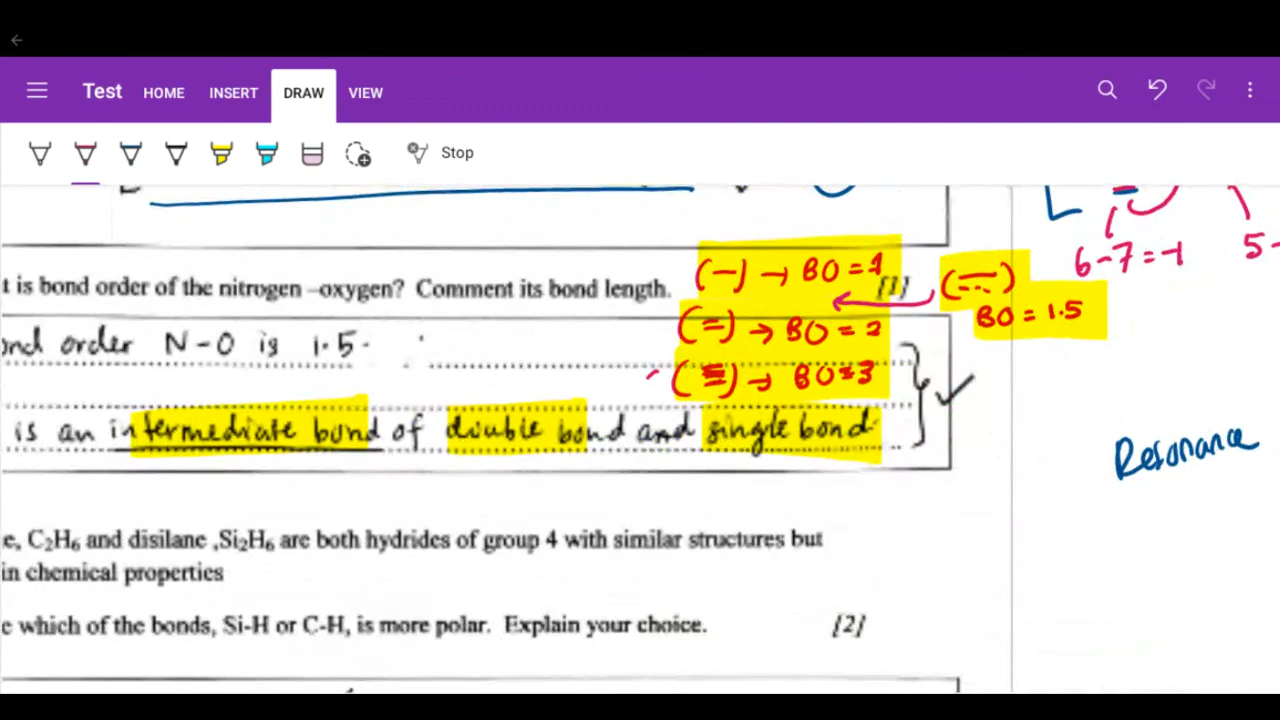 Test HOME INSERT DRAW VIEW
Stop
6-7=-1
5-
t is bond order of the nitrogen –oxygen? Comment its bond length. [1]
(—) → BO = 1
(=) → BO = 2
(≡) → BO = 3
BO = 1.5
ond order N-O is 1.5.
is an intermediate bond of double bond and single bond.
Resonance
e, C₂H₆ and disilane ,Si₂H₆ are both hydrides of group 4 with similar structures but
in chemical properties
e which of the bonds, Si-H or C-H, is more polar. Explain your choice. [2]